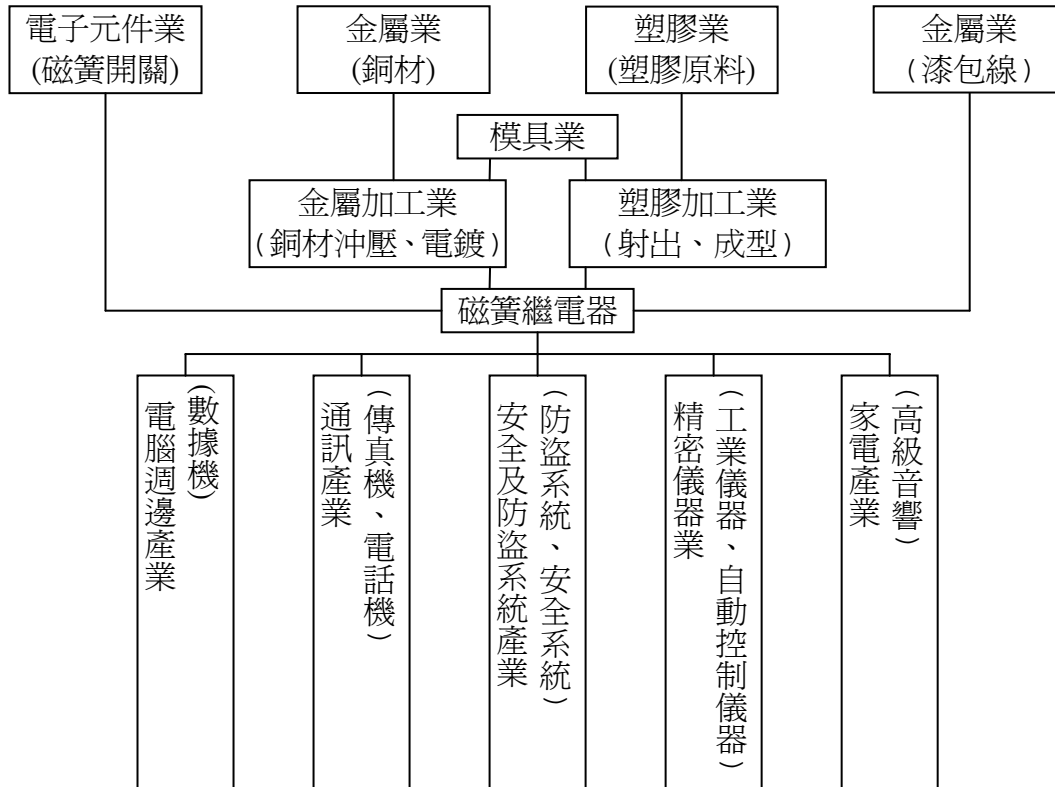 電子元件業
(磁簧開關)
金屬業
(銅材)
塑膠業
(塑膠原料)
金屬業
(漆包線)
模具業
金屬加工業
(銅材沖壓、電鍍)
塑膠加工業
(射出、成型)
磁簧繼電器
(數據機)
電腦週邊產業
(傳真機、電話機)
通訊產業
(防盜系統、安全系統)
安全及防盜系統產業
(工業儀器、自動控制儀器)
精密儀器業
(高級音響)
家電產業